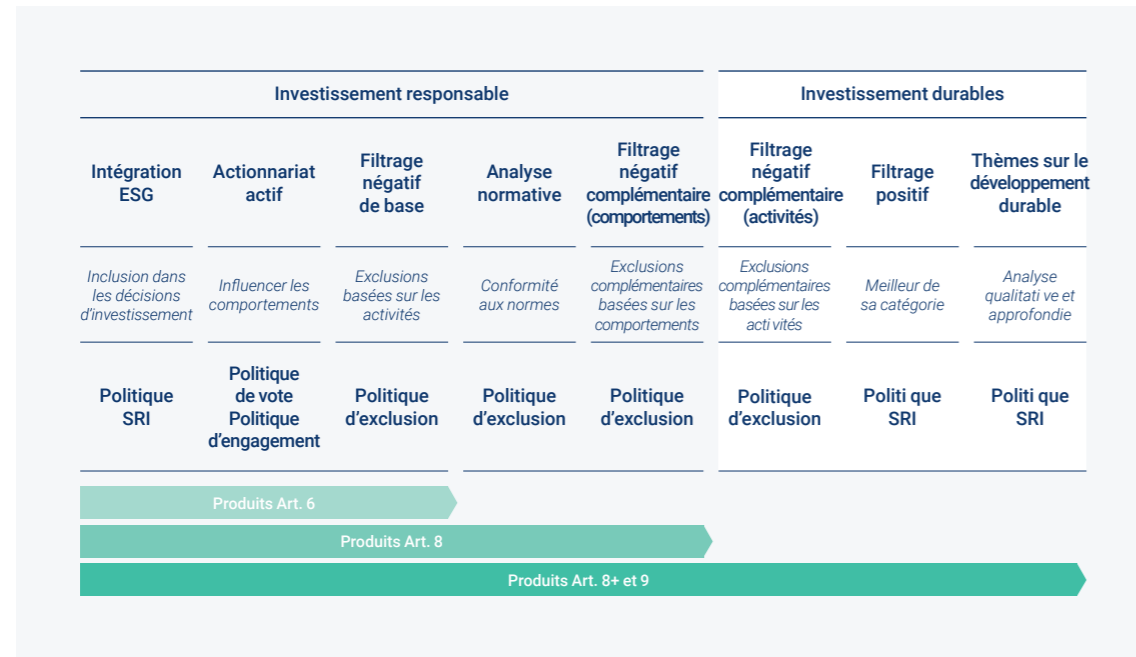 Investissement responsable
Investissement durables
Intégration
ESG
Actionnariat
actif
Filtrage
négatif
de base
Analyse
normative
Filtrage
négatif
complémentaire
(comportements)
Filtrage
négatif
complémentaire
(activités)
Filtrage
positif
Thèmes sur le
développement
durable
Inclusion dans
les décisions
d'investissement
Influencer les
comportements
Exclusions
basées sur les
activités
Conformité
aux normes
Exclusions
complémentaires
basées sur les
comportements
Exclusions
complémentaires
basées sur les
acti vités
Meilleur de
sa catégorie
Analyse
qualitati ve et
approfondie
Politique
SRI
Politique
de vote
Politique
d'engagement
Politique
d'exclusion
Politique
d'exclusion
Politique
d'exclusion
Politique
d'exclusion
Politi que
SRI
Politi que
SRI
Produits Art. 6
Produits Art. 8
Produits Art. 8+ et 9